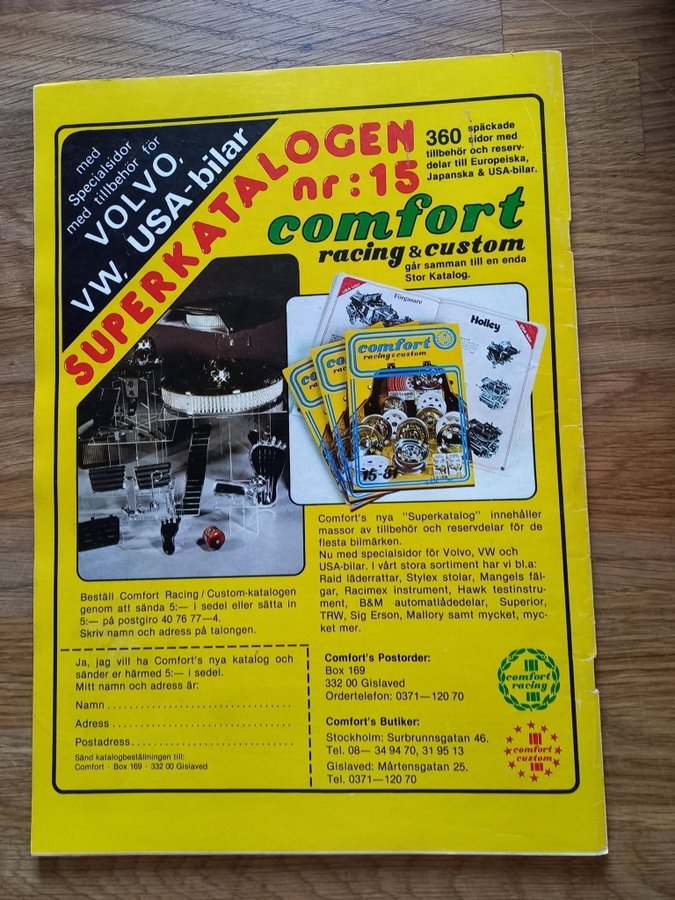 med
Specialsidor
med tillbehör för
VOLVO,
VW, USA-bilar
SUPERKATALOGEN
nr:15
360 späckade
sidor med
tillbehör och reserv-
delar till Europeiska,
Japanska & USA-bilar.
comfort
racing & custom
går samman till en enda
Stor Katalog.
Förgasare
Holley
comfort
racing & custom
15-81
Comfort's nya "Superkatalog" innehåller
massor av tillbehör och reservdelar för de
flesta bilmärken.
Nu med specialsidor för Volvo, VW och
USA-bilar. I vårt stora sortiment har vi bl.a:
Raid läderrattar, Stylex stolar, Mangels fäl-
gar, Racimex instrument, Hawk testinstru-
ment, B&M automatlådedelar, Superior,
TRW, Sig Erson, Mallory samt mycket, myc-
ket mer.
Beställ Comfort Racing/Custom-katalogen
genom att sända 5:— i sedel eller sätta in
5:— på postgiro 40 76 77—4.
Skriv namn och adress på talongen.
Ja, jag vill ha Comfort's nya katalog och
sänder er härmed 5:— i sedel.
Mitt namn och adress är:
Namn
Adress
Postadress
Sänd katalogbeställningen till:
Comfort · Box 169 · 332 00 Gislaved
Comfort's Postorder:
Box 169
332 00 Gislaved
Ordertelefon: 0371—120 70
Comfort's Butiker:
Stockholm: Surbrunnsgatan 46.
Tel. 08— 34 94 70, 31 95 13
Gislaved: Mårtensgatan 25.
Tel. 0371—120 70
comfort
racing
comfort
custom